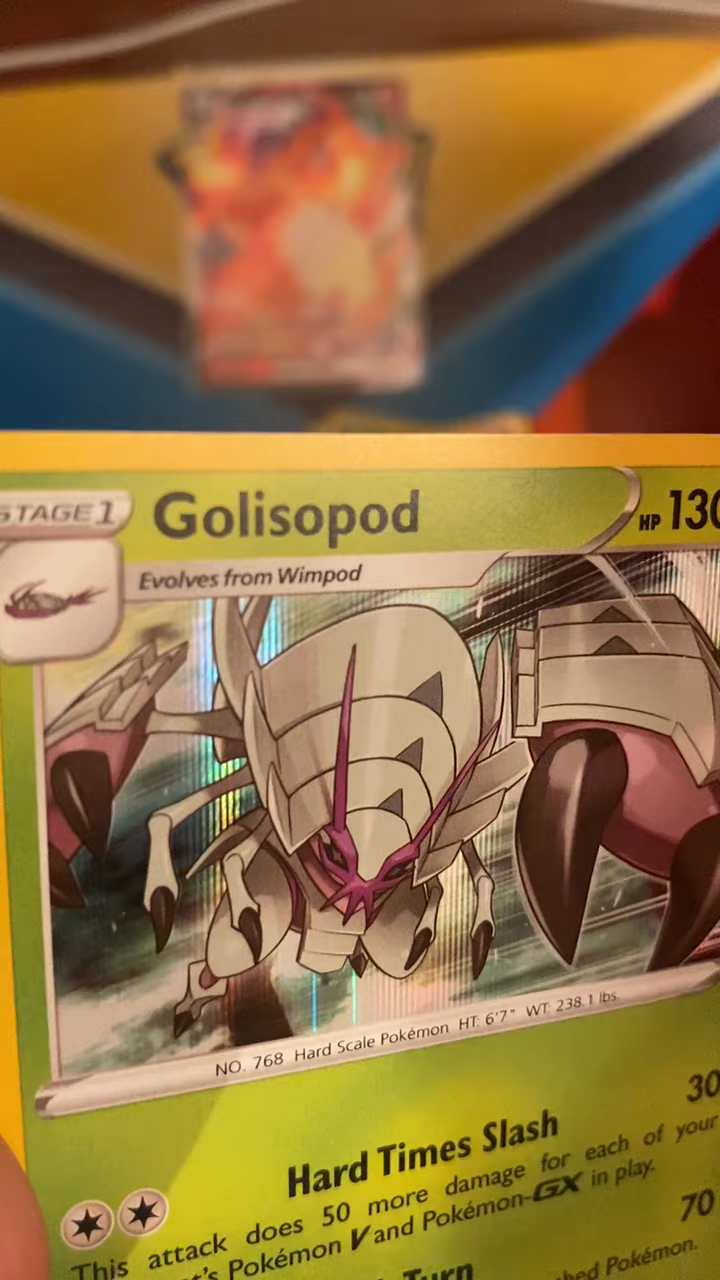 STAGE 1
Golisopod
HP 130
Evolves from Wimpod
NO. 768 Hard Scale Pokémon HT: 6'7" WT: 238.1 lbs.
Hard Times Slash 30
This attack does 50 more damage for each of your
Pokémon V and Pokémon-GX in play.
Turn 70
Pokémon.